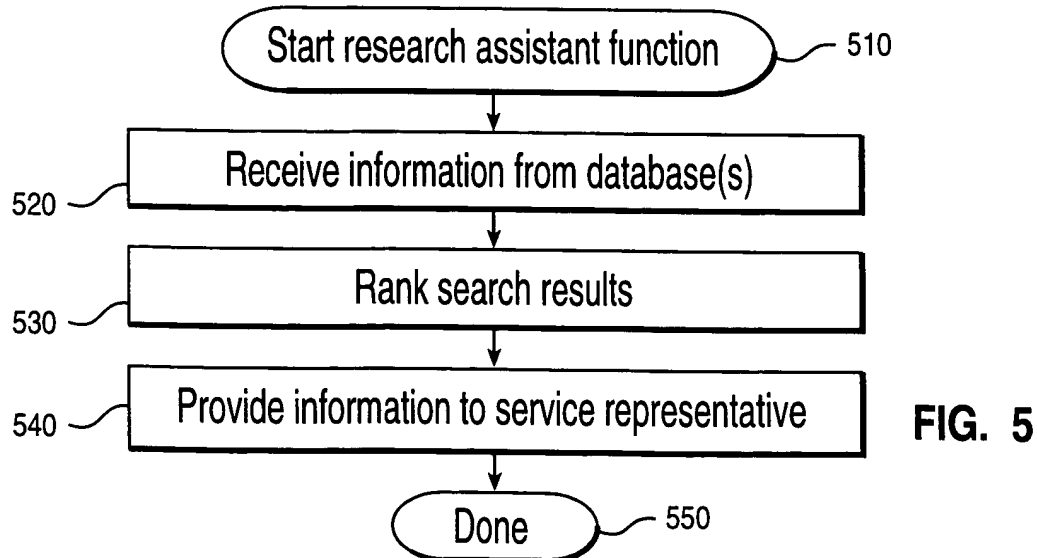 Start research assistant function
510
Receive information from database(s)
520
Rank search results
530
Provide information to service representative
540
FIG. 5
Done
550